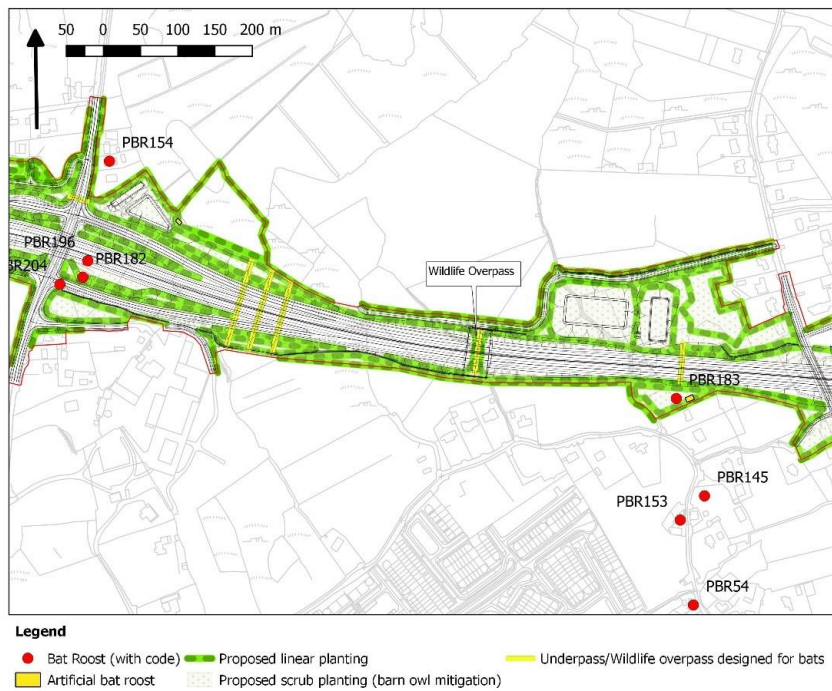 50 0 50 100 150 200 m
PBR154
PBR196
PBR182
BR204
Wildlife Overpass
PBR183
PBR145
PBR153
PBR54
Legend
Bat Roost (with code) Proposed linear planting Underpass/Wildlife overpass designed for bats
Artificial bat roost Proposed scrub planting (barn owl mitigation)